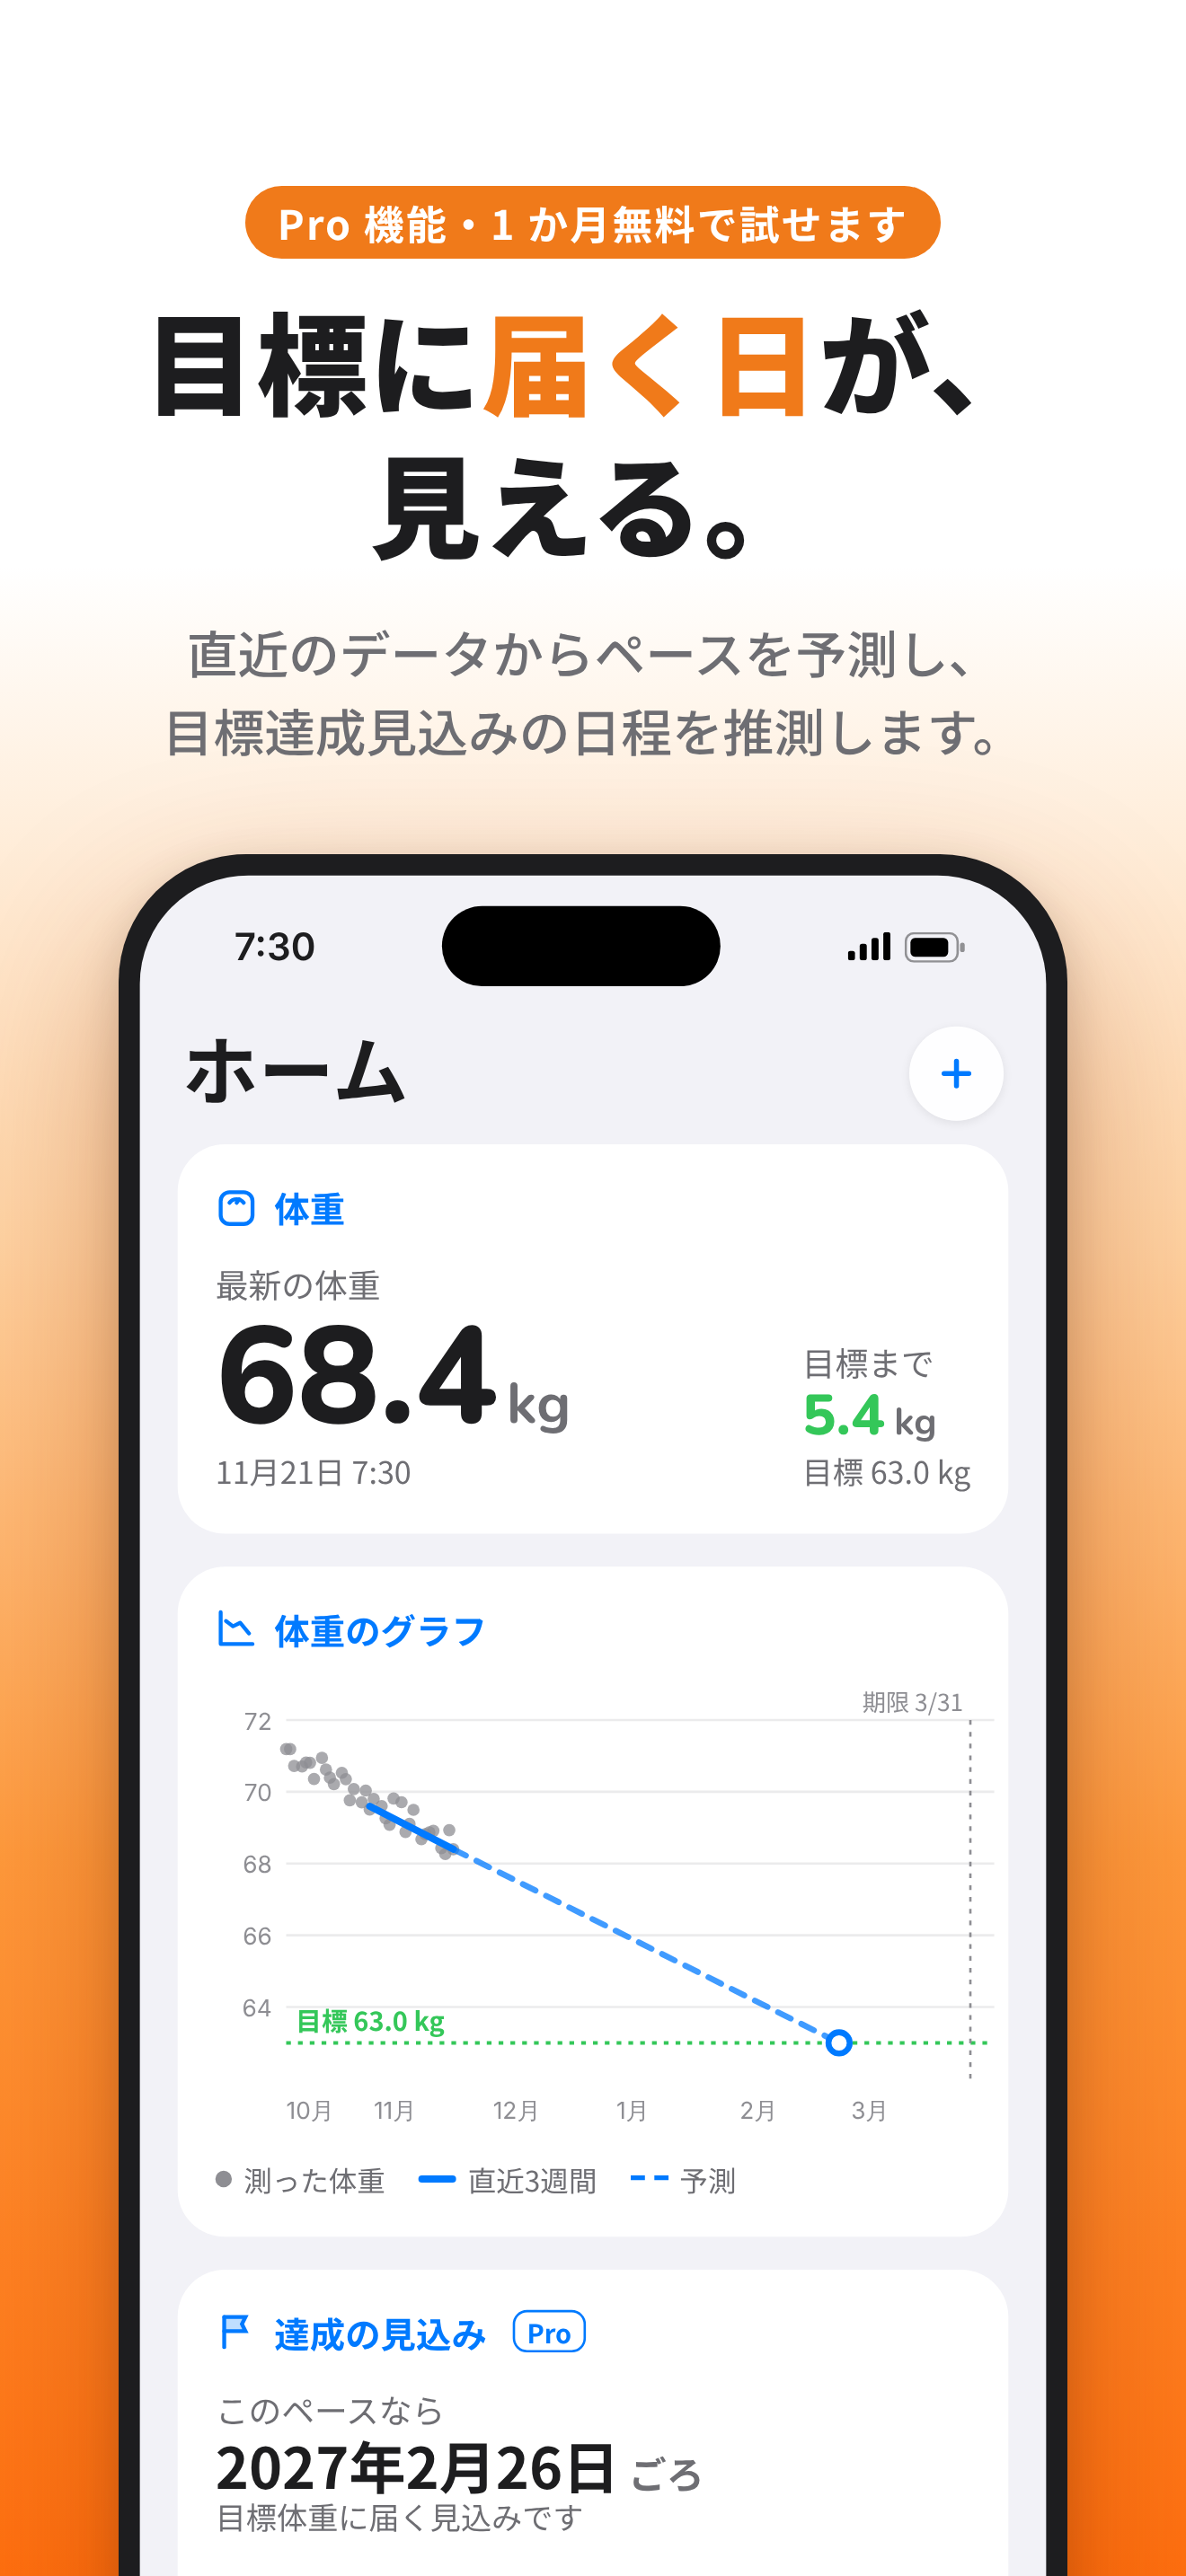 Pro 機能・1 か月無料で試せます
目標に届く日が、
見える。
直近のデータからペースを予測し、
目標達成見込みの日程を推測します。
7:30
ホーム
体重
最新の体重
68.4 kg
11月21日 7:30
目標まで
5.4 kg
目標 63.0 kg
体重のグラフ
期限 3/31
72
70
68
66
64
目標 63.0 kg
10月 11月 12月 1月 2月 3月
測った体重 直近3週間 予測
達成の見込み Pro
このペースなら
2027年2月26日 ごろ
目標体重に届く見込みです